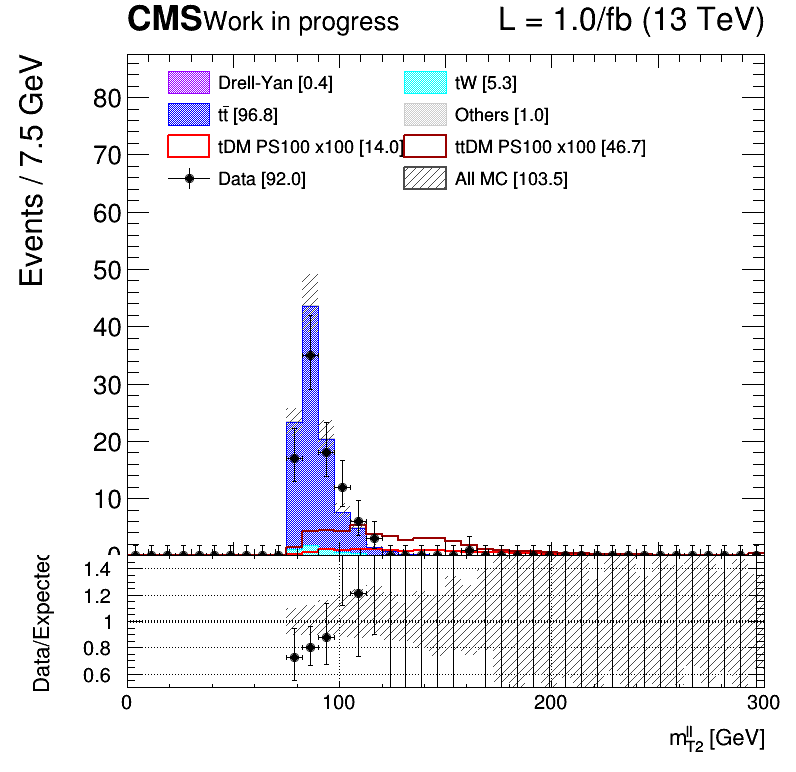 CMS Work in progress L = 1.0/fb (13 TeV)
Events / 7.5 GeV
Drell-Yan [0.4] tW [5.3]
tt̄ [96.8] Others [1.0]
tDM PS100 x100 [14.0] ttDM PS100 x100 [46.7]
Data [92.0] All MC [103.5]
80
70
60
50
40
30
20
10
0
Data/Expected
1.4
1.2
1
0.8
0.6
0 100 200 300
m^ll_T2 [GeV]